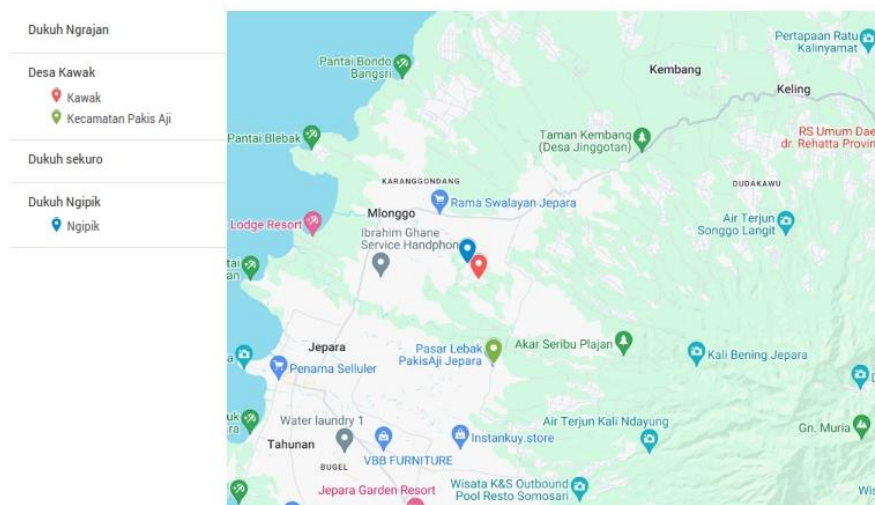 Dukuh Ngrajan
Desa Kawak
Kawak
Kecamatan Pakis Aji
Dukuh sekuro
Dukuh Ngipik
Ngipik
Pertapaan Ratu
Kalinyamat
Pantai Bondo
Bangsri
Kembang
Keling
Pantai Blebak
Taman Kembang
(Desa Jinggotan)
RS Umum Dae
dr. Rehatta Provin
KARANGGONDANG
DUDAKAWU
Rama Swalayan Jepara
Mlonggo
Lodge Resort
Ibrahim Ghane
Service Handphon
Air Terjun
Songgo Langit
tai
an
Jepara
Pasar Lebak
PakisAji Jepara
Akar Seribu Plajan
Kali Bening Jepara
Penama Selluler
Water laundry 1
Air Terjun Kali Ndayung
Gn. Muria
Tahunan
Instankuy.store
BUGEL
VBB FURNITURE
Jepara Garden Resort
Wisata K&S Outbound
Pool Resto Somosari
Wis